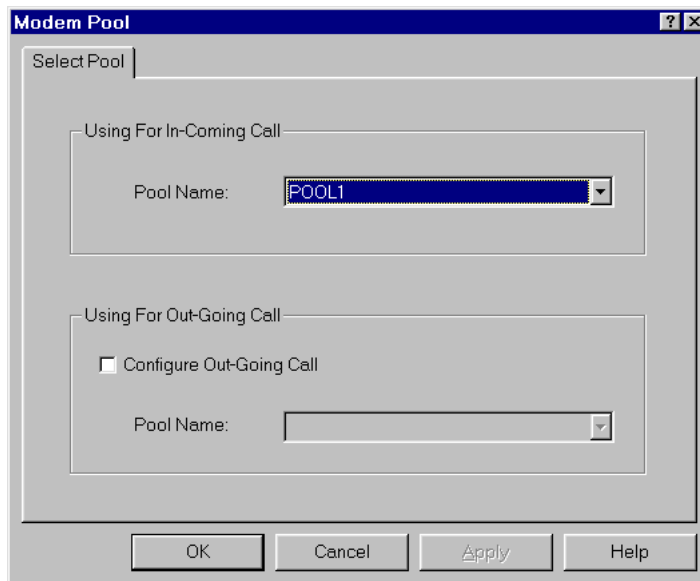 Modem Pool
Select Pool
Using For In-Coming Call
Pool Name: POOL1
Using For Out-Going Call
Configure Out-Going Call
Pool Name:
OK Cancel Apply Help